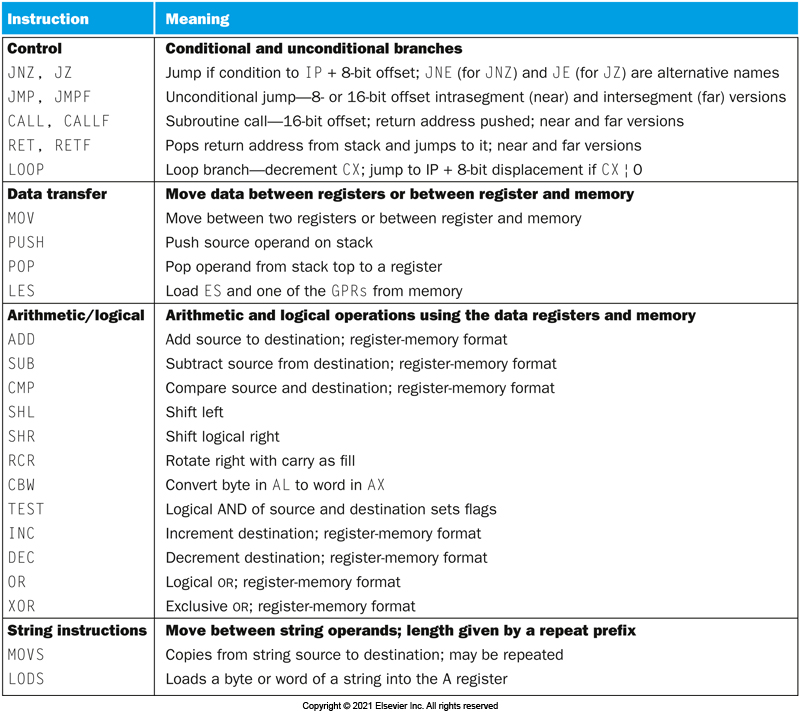 Instruction Meaning
Control Conditional and unconditional branches
JNZ, JZ Jump if condition to IP + 8-bit offset; JNE (for JNZ) and JE (for JZ) are alternative names
JMP, JMPF Unconditional jump—8- or 16-bit offset intrasegment (near) and intersegment (far) versions
CALL, CALLF Subroutine call—16-bit offset; return address pushed; near and far versions
RET, RETF Pops return address from stack and jumps to it; near and far versions
LOOP Loop branch—decrement CX; jump to IP + 8-bit displacement if CX ¦ 0
Data transfer Move data between registers or between register and memory
MOV Move between two registers or between register and memory
PUSH Push source operand on stack
POP Pop operand from stack top to a register
LES Load ES and one of the GPRs from memory
Arithmetic/logical Arithmetic and logical operations using the data registers and memory
ADD Add source to destination; register-memory format
SUB Subtract source from destination; register-memory format
CMP Compare source and destination; register-memory format
SHL Shift left
SHR Shift logical right
RCR Rotate right with carry as fill
CBW Convert byte in AL to word in AX
TEST Logical AND of source and destination sets flags
INC Increment destination; register-memory format
DEC Decrement destination; register-memory format
OR Logical OR; register-memory format
XOR Exclusive OR; register-memory format
String instructions Move between string operands; length given by a repeat prefix
MOVS Copies from string source to destination; may be repeated
LODS Loads a byte or word of a string into the A register
Copyright © 2021 Elsevier Inc. All rights reserved